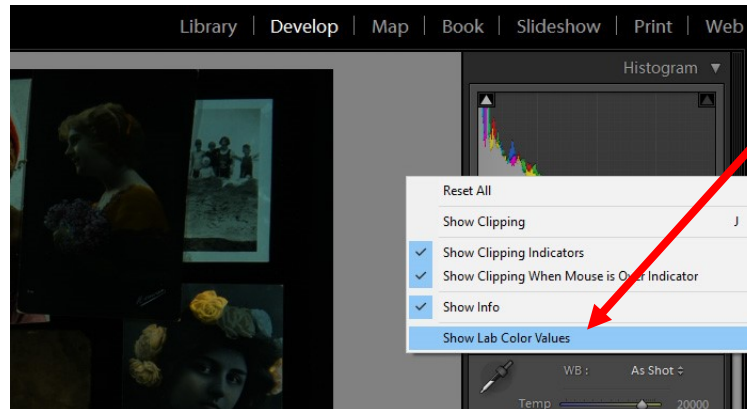 Library | Develop | Map | Book | Slideshow | Print | Web
Histogram
Reset All
Show Clipping J
Show Clipping Indicators
Show Clipping When Mouse is Over Indicator
Show Info
Show Lab Color Values
WB : As Shot
Temp 20000